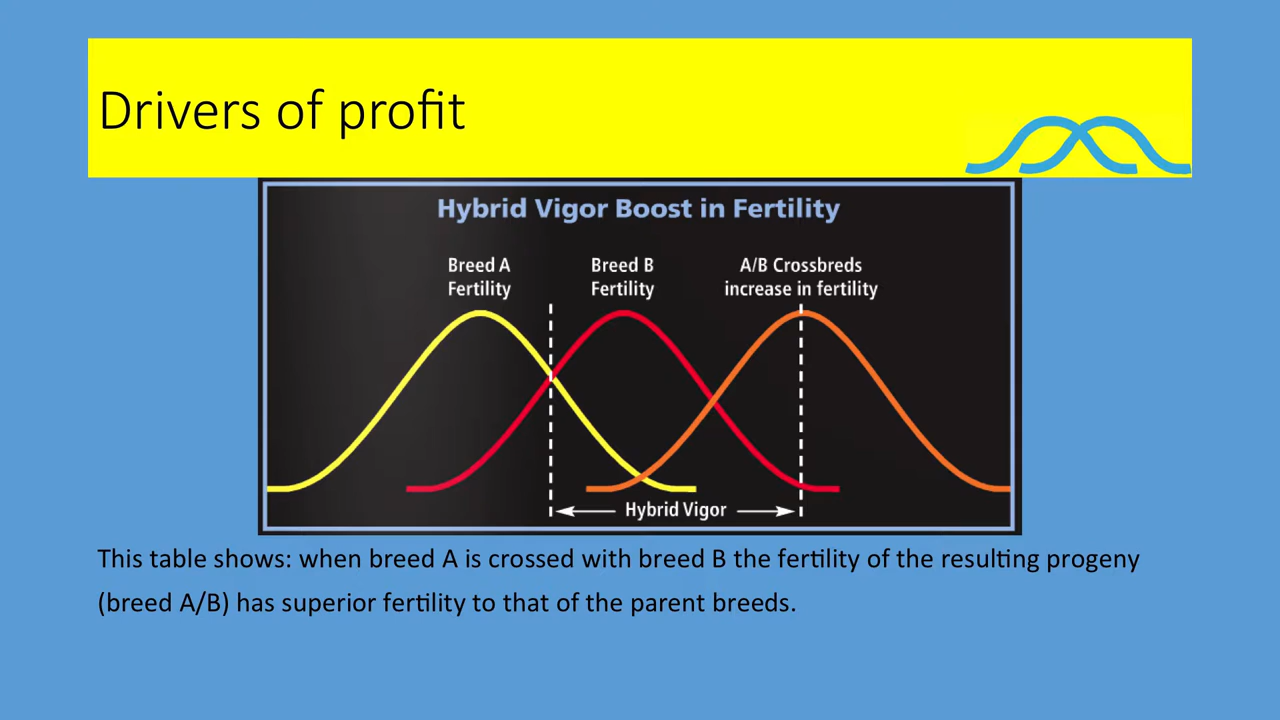 Drivers of profit
Hybrid Vigor Boost in Fertility
Breed A
Fertility
Breed B
Fertility
A/B Crossbreds
increase in fertility
Hybrid Vigor
This table shows: when breed A is crossed with breed B the fertility of the resulting progeny
(breed A/B) has superior fertility to that of the parent breeds.